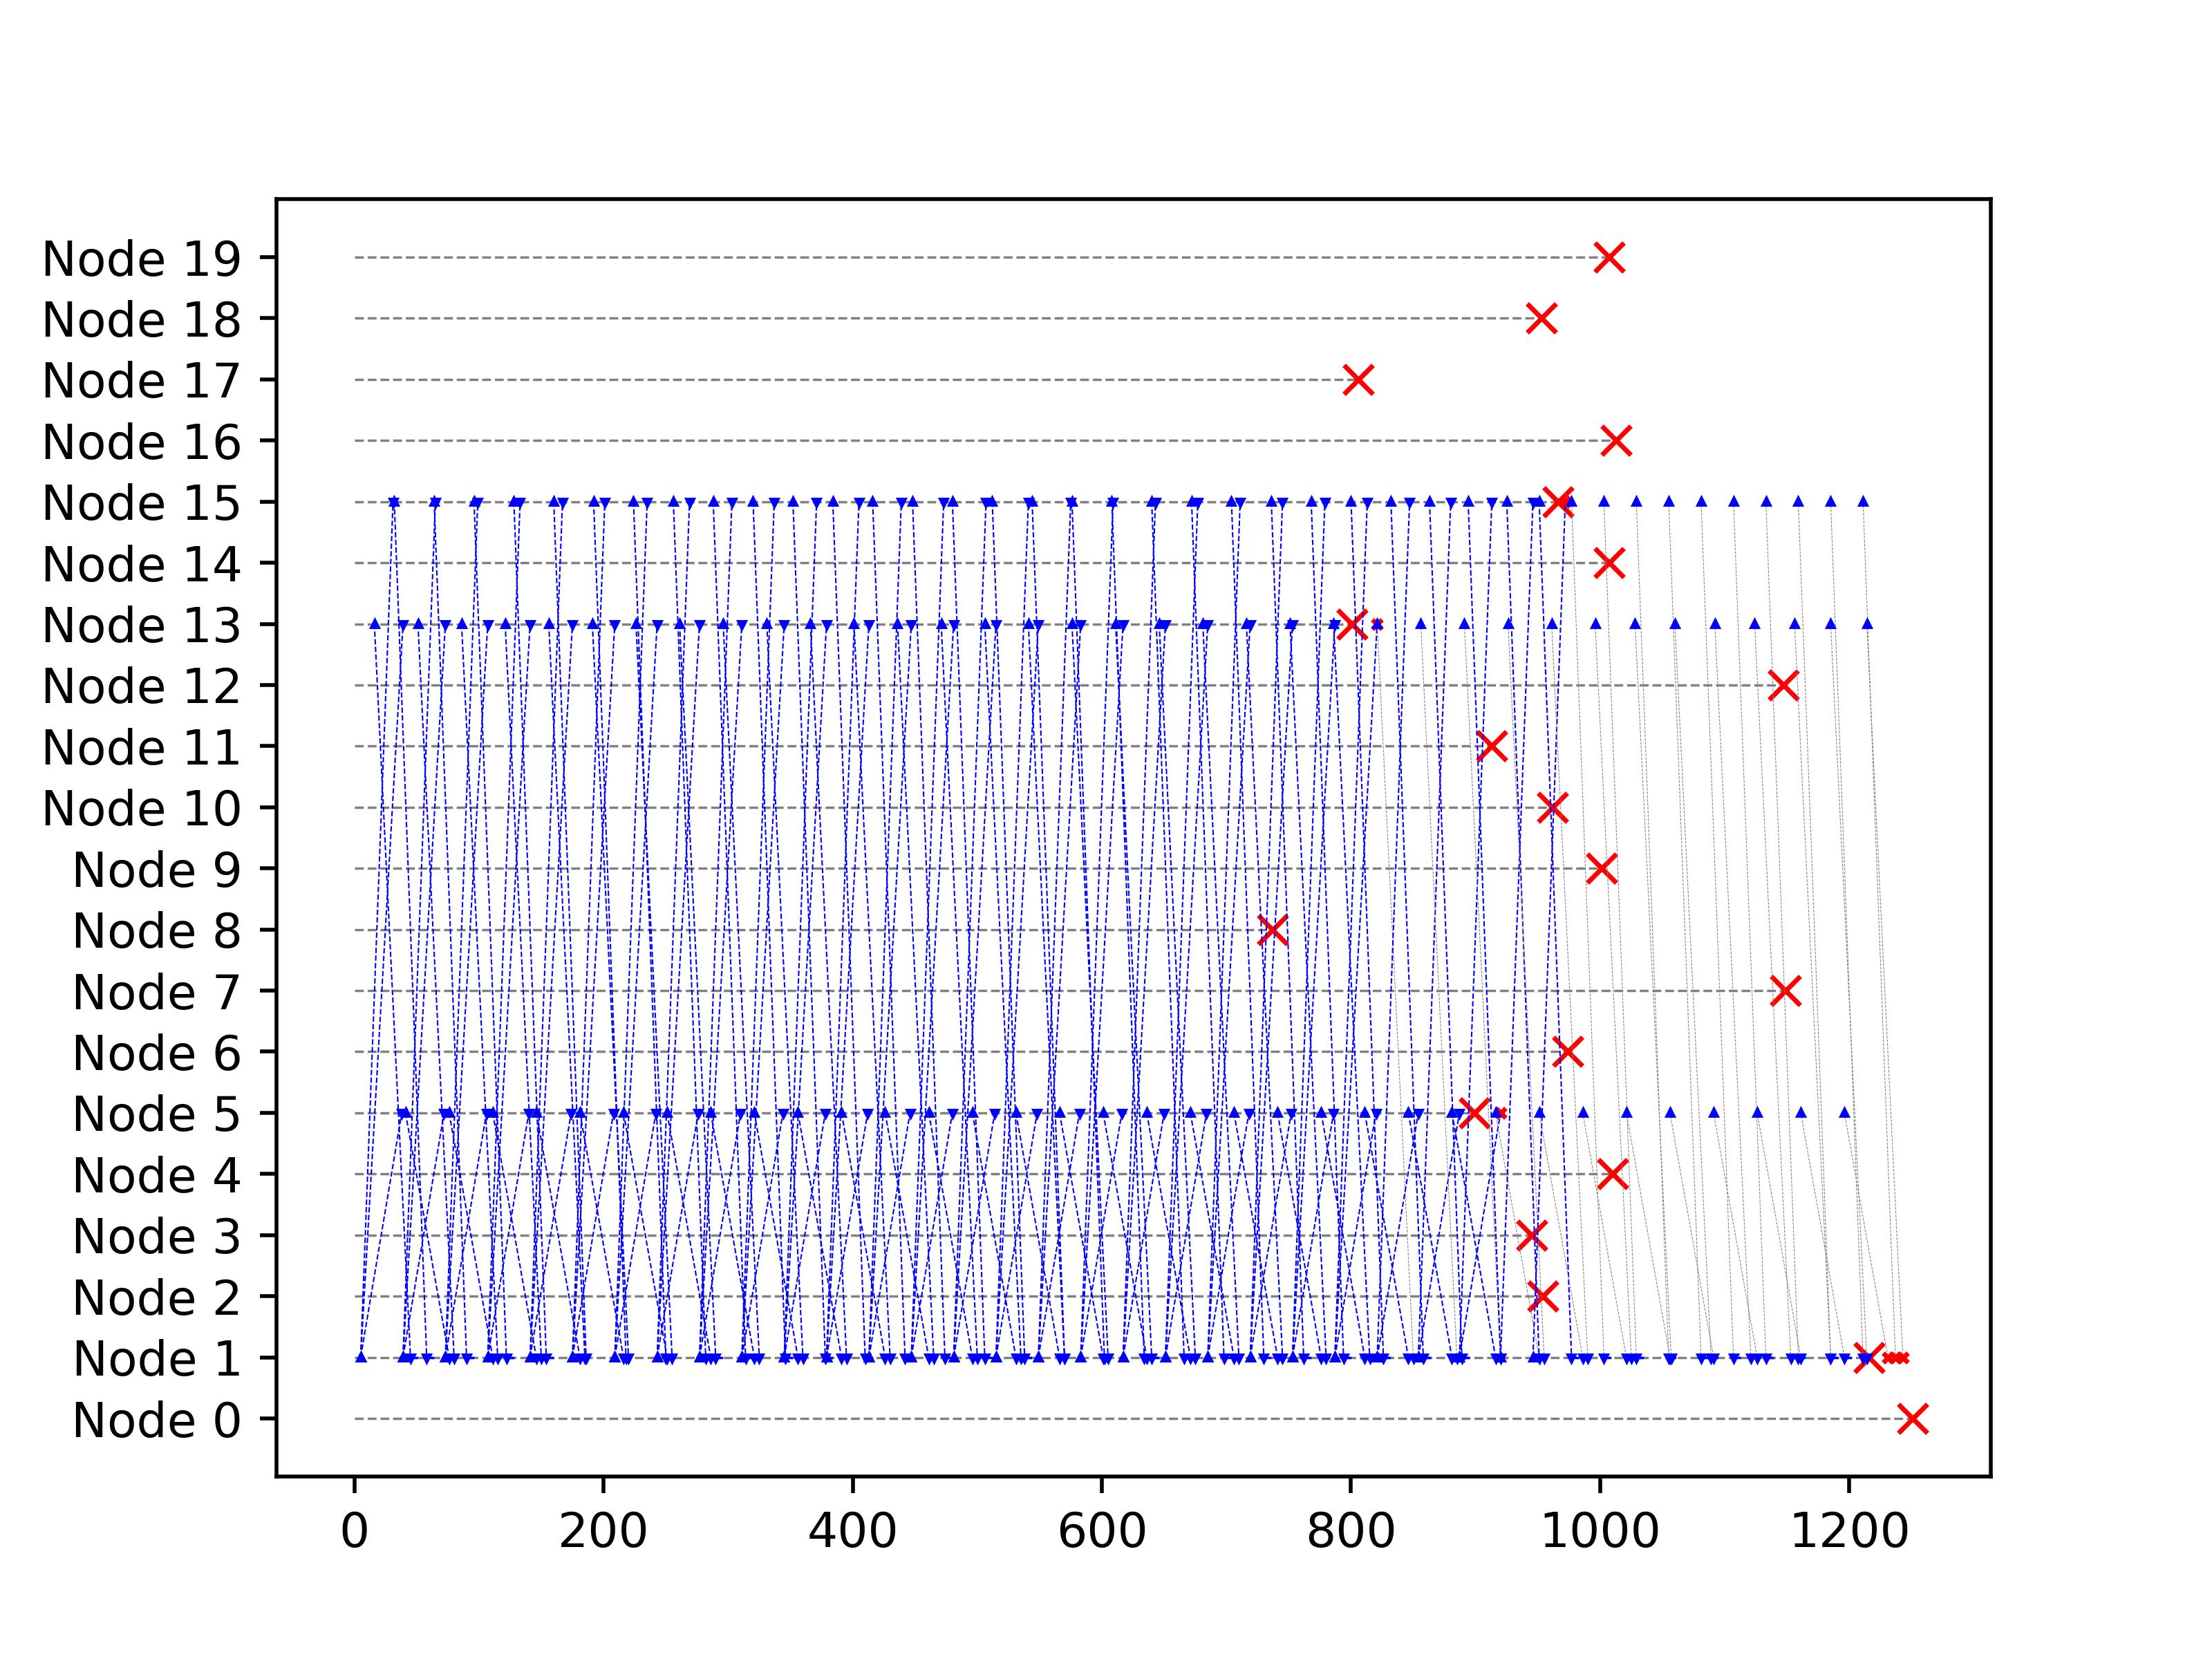 Node 19
Node 18
Node 17
Node 16
Node 15
Node 14
Node 13
Node 12
Node 11
Node 10
Node 9
Node 8
Node 7
Node 6
Node 5
Node 4
Node 3
Node 2
Node 1
Node 0
0 200 400 600 800 1000 1200